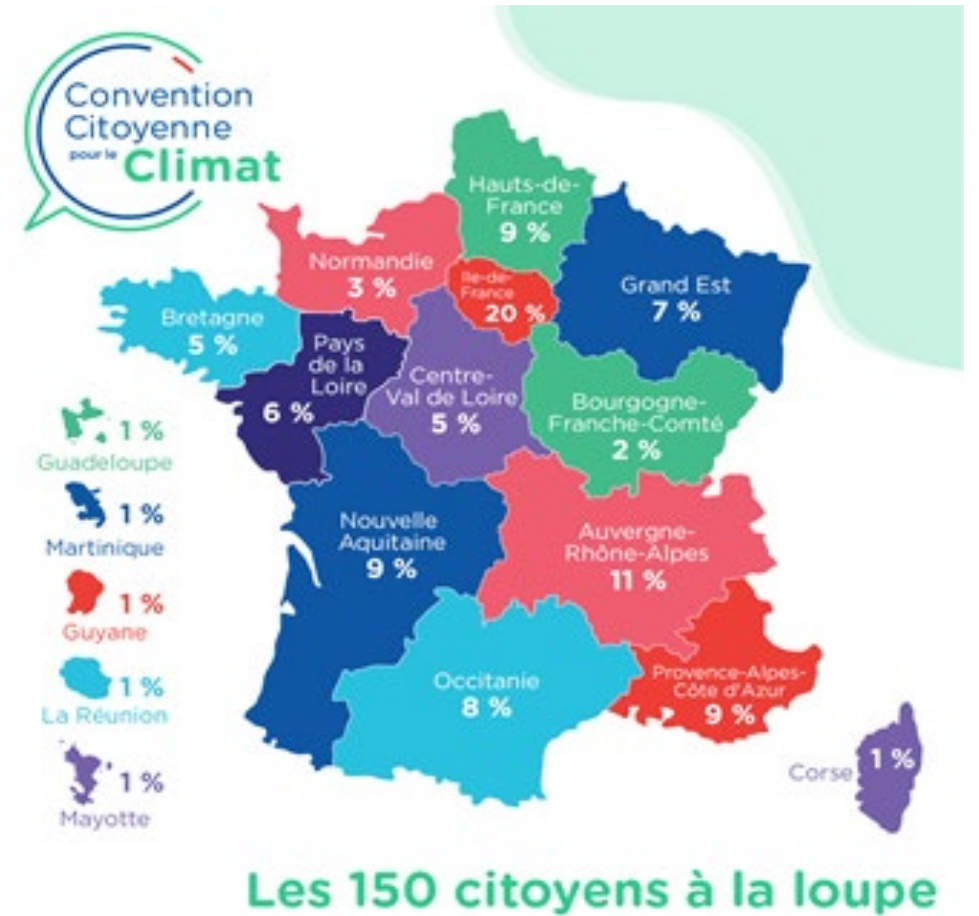 Convention
Citoyenne
pour le Climat
Hauts-de-
France
9 %
Normandie
3 %
Ile-de-
France
20 %
Grand Est
7 %
Bretagne
5 %
Pays
de la
Loire
6 %
Centre-
Val de Loire
5 %
Bourgogne-
Franche-Comté
2 %
1 %
Guadeloupe
1 %
Martinique
1 %
Guyane
1 %
La Réunion
1 %
Mayotte
Nouvelle
Aquitaine
9 %
Auvergne-
Rhône-Alpes
11 %
Occitanie
8 %
Provence-Alpes-
Côte d'Azur
9 %
Corse
1 %
Les 150 citoyens à la loupe